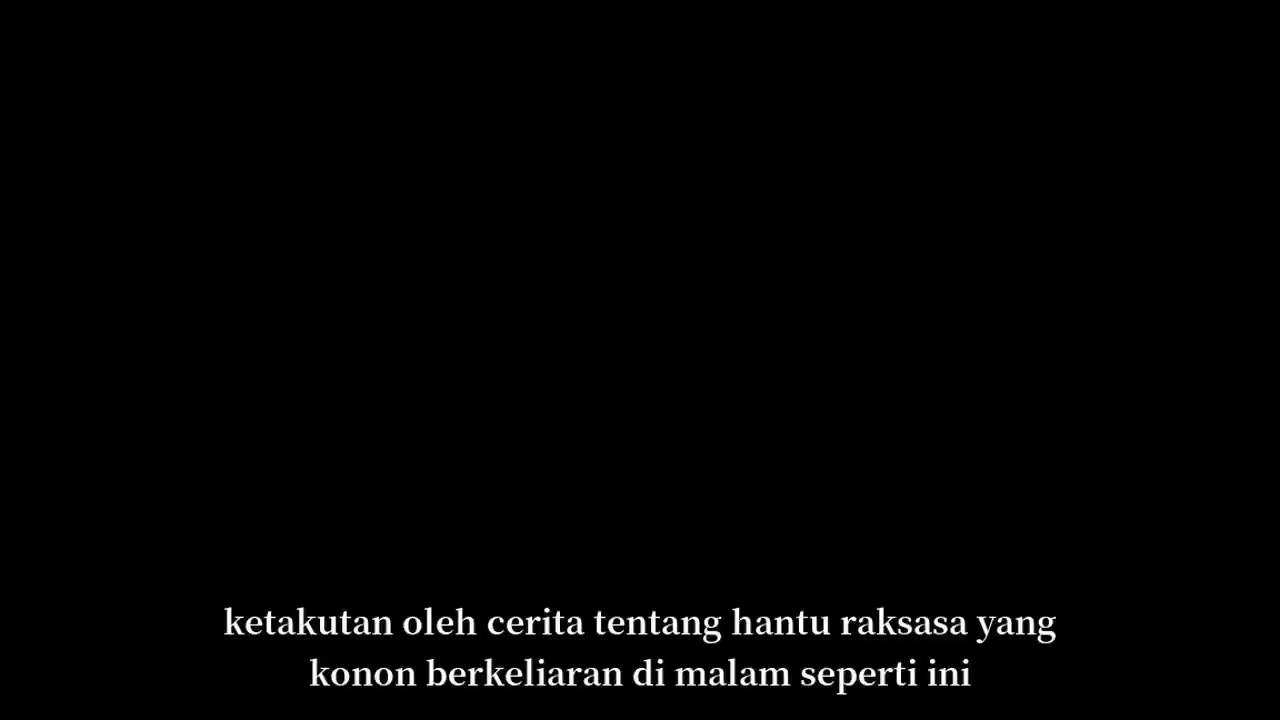 ketakutan oleh cerita tentang hantu raksasa yang
konon berkeliaran di malam seperti ini